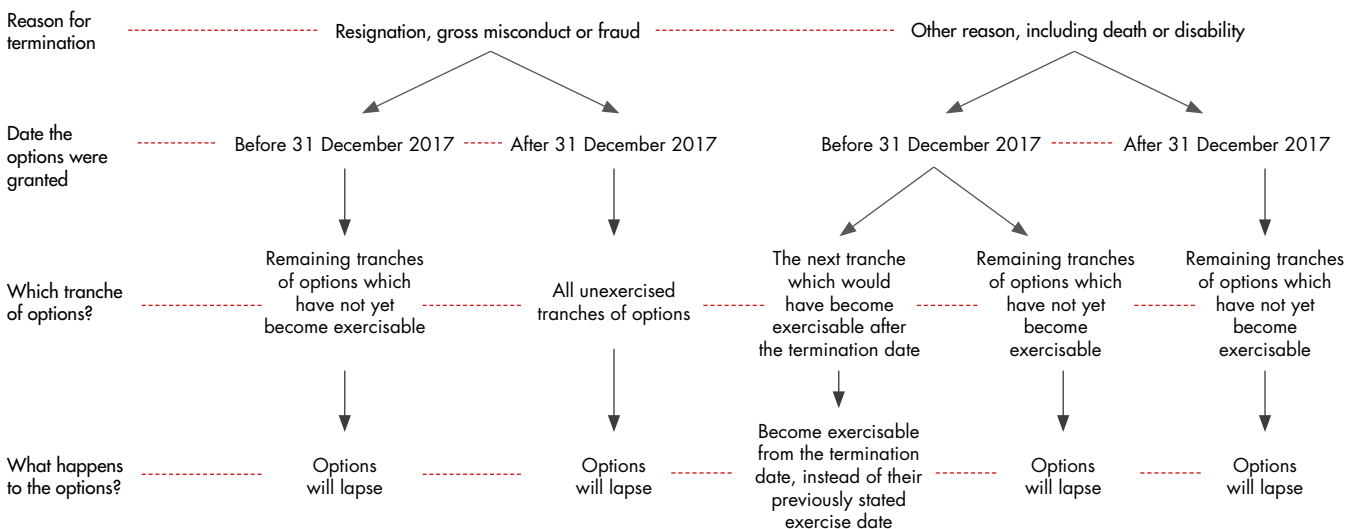 Reason for
termination
Resignation, gross misconduct or fraud
Other reason, including death or disability
Date the
options were
granted
Before 31 December 2017
After 31 December 2017
Before 31 December 2017
After 31 December 2017
Which tranche
of options?
Remaining tranches
of options which
have not yet
become exercisable
All unexercised
tranches of options
The next tranche
which would
have become
exercisable after
the termination date
Remaining tranches
of options which
have not yet
become
exercisable
Remaining tranches
of options which
have not yet
become
exercisable
What happens
to the options?
Options
will lapse
Options
will lapse
Become exercisable
from the termination
date, instead of their
previously stated
exercise date
Options
will lapse
Options
will lapse